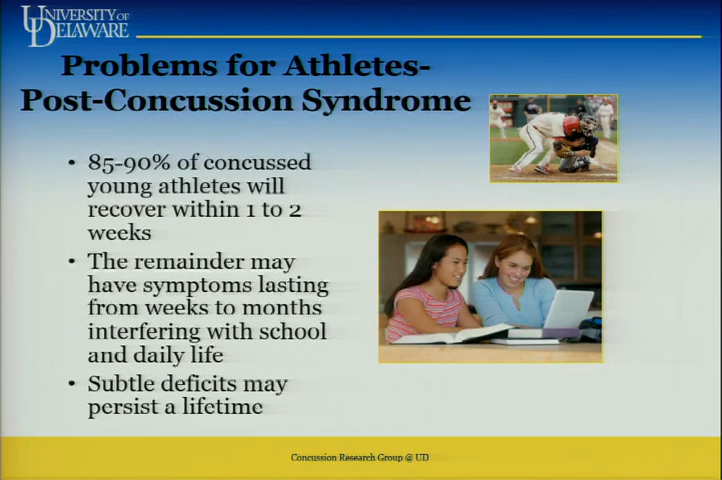 UNIVERSITY OF
DELAWARE
Problems for Athletes-
Post-Concussion Syndrome
• 85-90% of concussed
young athletes will
recover within 1 to 2
weeks
• The remainder may
have symptoms lasting
from weeks to months
interfering with school
and daily life
• Subtle deficits may
persist a lifetime
Concussion Research Group @ UD